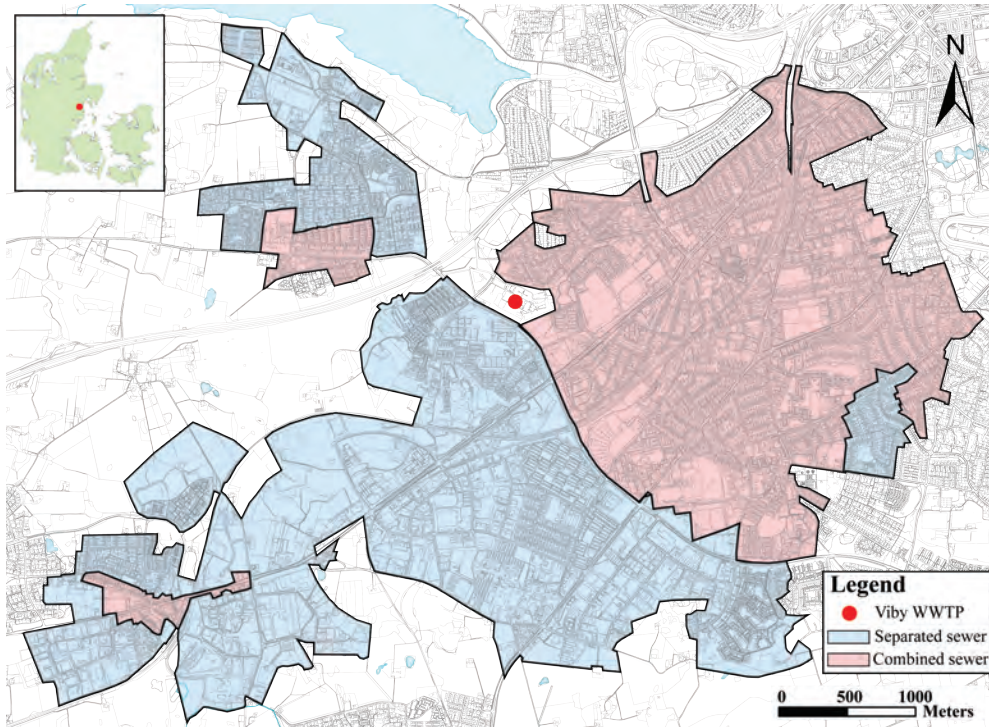 N
Legend
Viby WWTP
Separated sewer
Combined sewer
0 500 1000
Meters